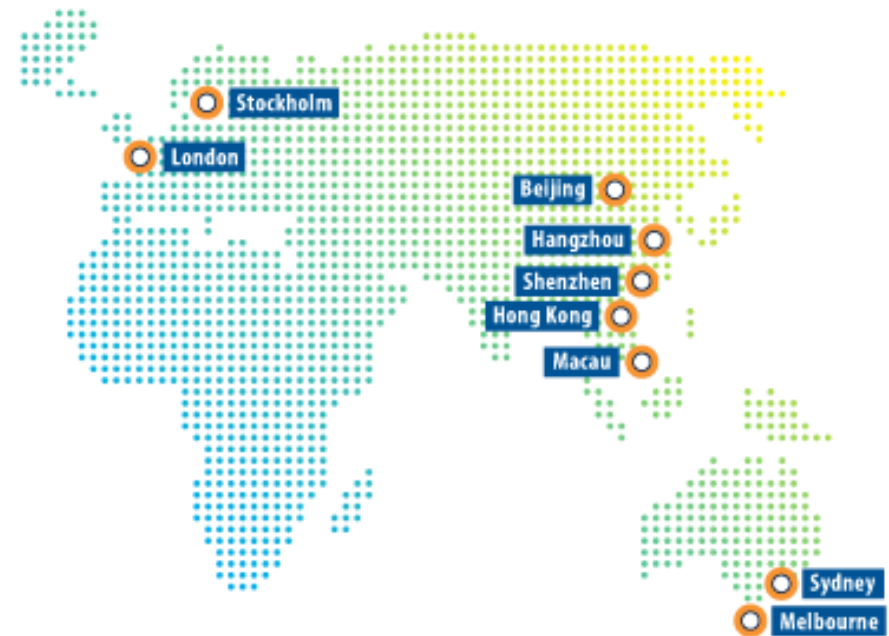 Stockholm
London
Beijing
Hangzhou
Shenzhen
Hong Kong
Macau
Sydney
Melbourne